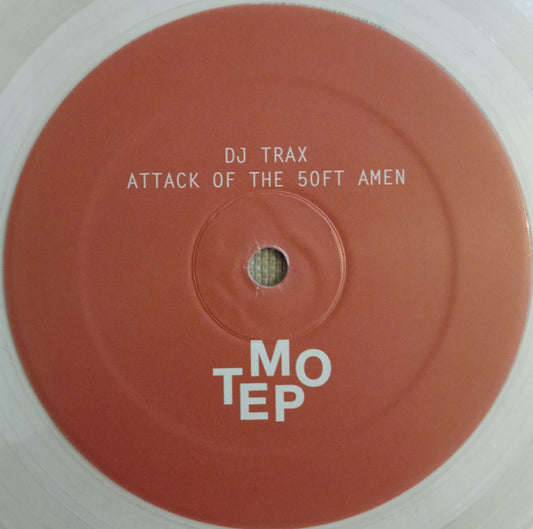 DJ TRAX
ATTACK OF THE 50FT AMEN
MO
TEP